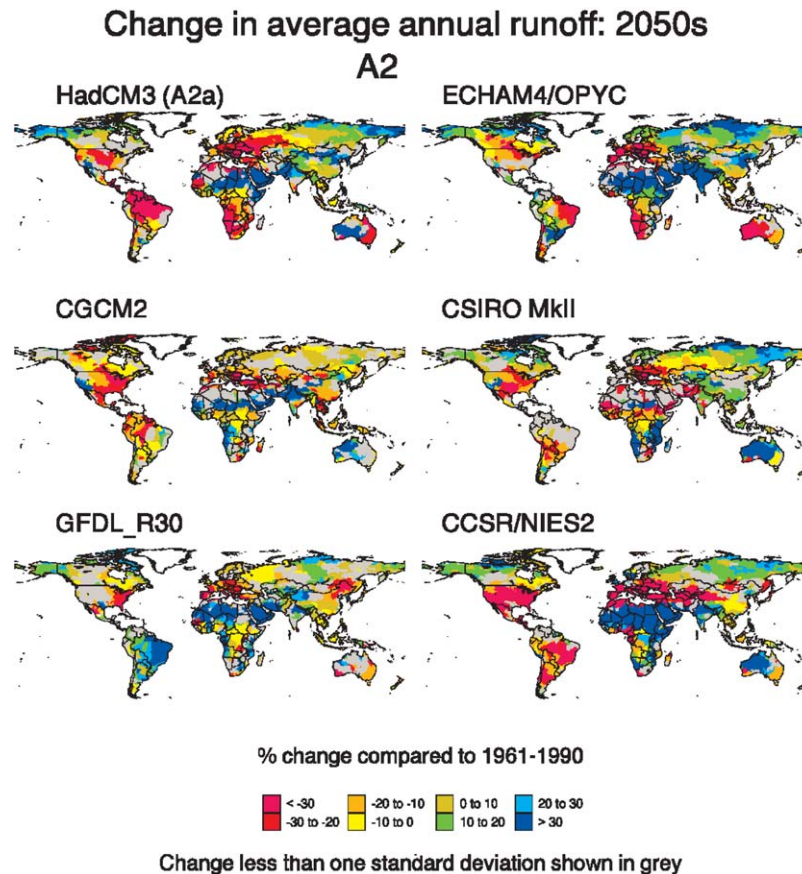 Change in average annual runoff: 2050s
A2
HadCM3 (A2a)
ECHAM4/OPYC
CGCM2
CSIRO MkII
GFDL_R30
CCSR/NIES2
% change compared to 1961-1990
< -30
-20 to -10
0 to 10
20 to 30
-30 to -20
-10 to 0
10 to 20
> 30
Change less than one standard deviation shown in grey